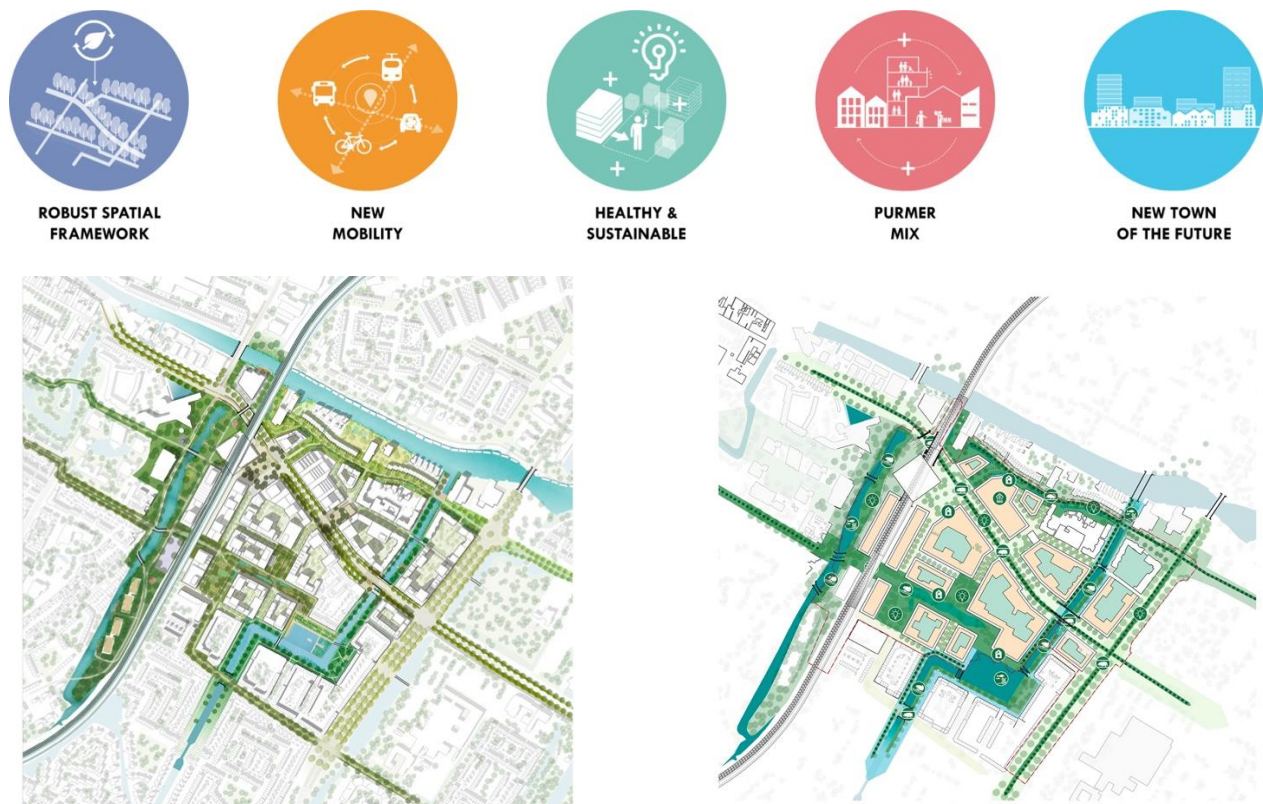 ROBUST SPATIAL
FRAMEWORK
NEW
MOBILITY
HEALTHY &
SUSTAINABLE
PURMER
MIX
NEW TOWN
OF THE FUTURE